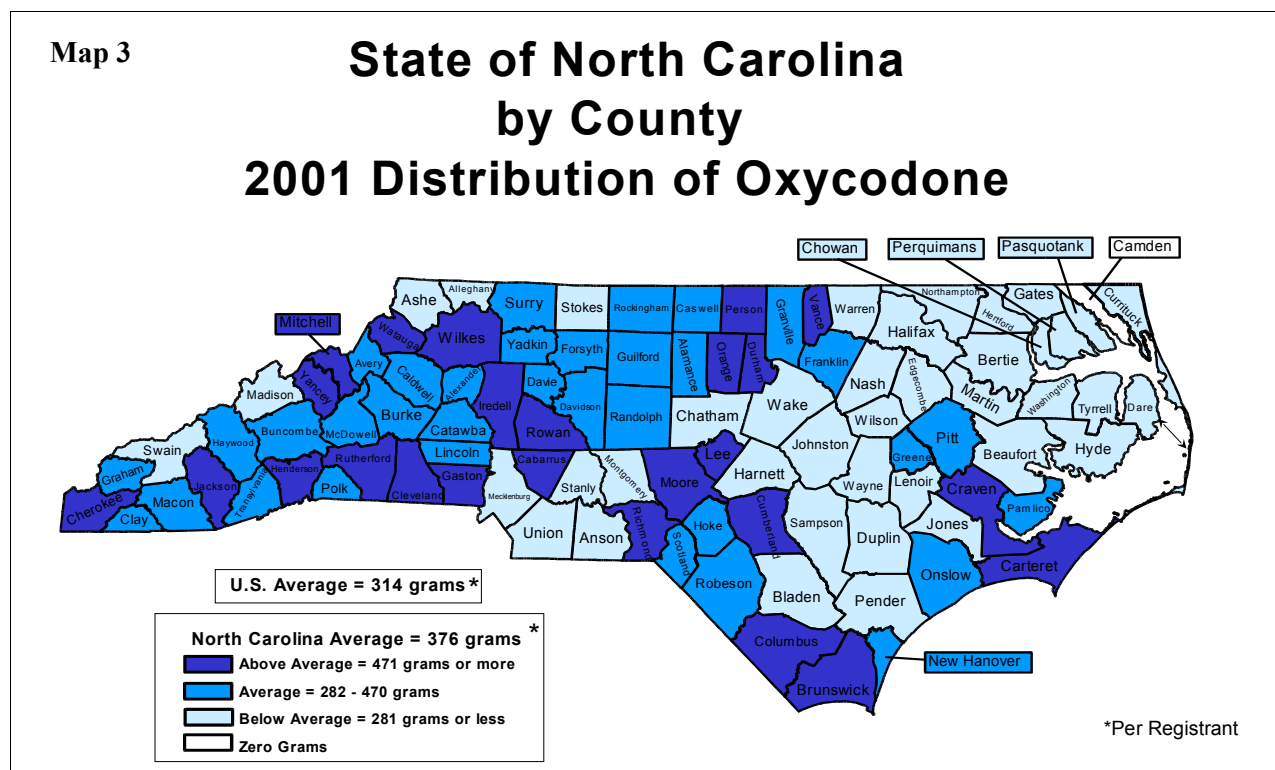 Map 3
State of North Carolina
by County
2001 Distribution of Oxycodone
Chowan
Perquimans
Pasquotank
Camden
Mitchell
Ashe
Alleghany
Surry
Stokes
Rockingham
Caswell
Person
Granville
Vance
Warren
Northampton
Gates
Hertford
Currituck
Halifax
Bertie
Watauga
Wilkes
Yadkin
Forsyth
Guilford
Alamance
Orange
Durham
Franklin
Nash
Edgecombe
Martin
Washington
Tyrrell
Dare
Avery
Yancey
Caldwell
Alexander
Iredell
Davie
Davidson
Randolph
Chatham
Wake
Wilson
Pitt
Beaufort
Hyde
Madison
Buncombe
McDowell
Burke
Catawba
Lincoln
Rowan
Johnston
Greene
Swain
Haywood
Graham
Cherokee
Clay
Macon
Jackson
Transylvania
Henderson
Polk
Rutherford
Cleveland
Gaston
Mecklenburg
Cabarrus
Stanly
Montgomery
Moore
Lee
Harnett
Wayne
Lenoir
Craven
Pamlico
Jones
Union
Anson
Richmond
Scotland
Hoke
Cumberland
Sampson
Duplin
Onslow
Carteret
Robeson
Bladen
Pender
Columbus
Brunswick
New Hanover
U.S. Average = 314 grams *
North Carolina Average = 376 grams *
Above Average = 471 grams or more
Average = 282 - 470 grams
Below Average = 281 grams or less
Zero Grams
*Per Registrant